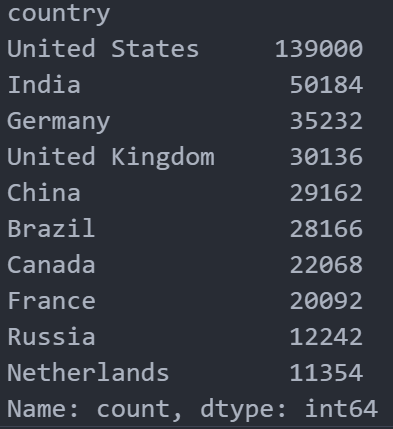 country
United States     139000
India              50184
Germany            35232
United Kingdom     30136
China              29162
Brazil             28166
Canada             22068
France             20092
Russia             12242
Netherlands        11354
Name: count, dtype: int64